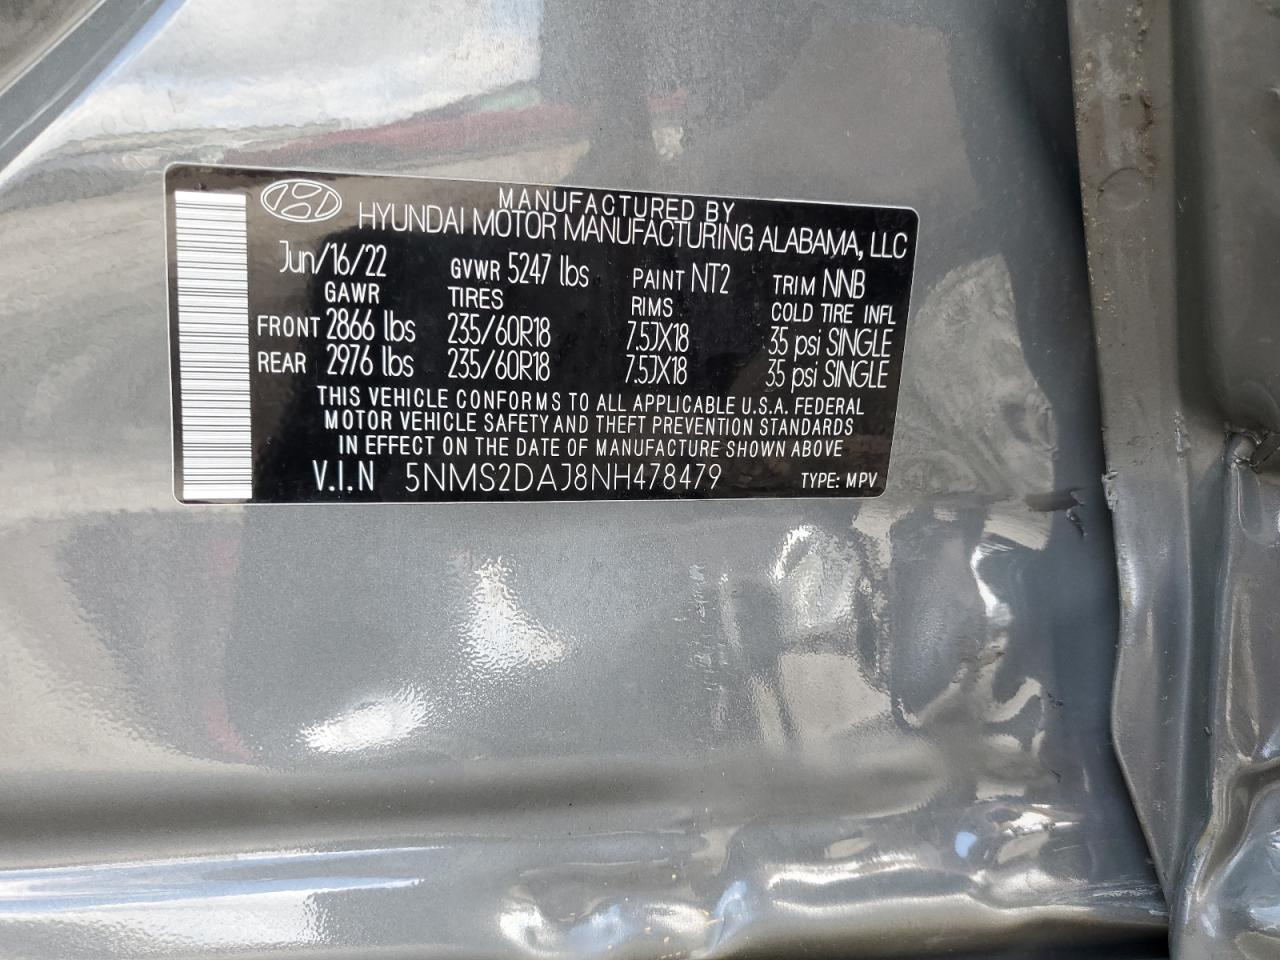 MANUFACTURED BY
HYUNDAI MOTOR MANUFACTURING ALABAMA, LLC
Jun/16/22 GVWR 5247 lbs PAINT NT2 TRIM NNB
GAWR TIRES RIMS COLD TIRE INFL
FRONT 2866 lbs 235/60R18 7.5JX18 35 psi SINGLE
REAR 2976 lbs 235/60R18 7.5JX18 35 psi SINGLE
THIS VEHICLE CONFORMS TO ALL APPLICABLE U.S.A. FEDERAL
MOTOR VEHICLE SAFETY AND THEFT PREVENTION STANDARDS
IN EFFECT ON THE DATE OF MANUFACTURE SHOWN ABOVE
V.I.N 5NMS2DAJ8NH478479 TYPE: MPV